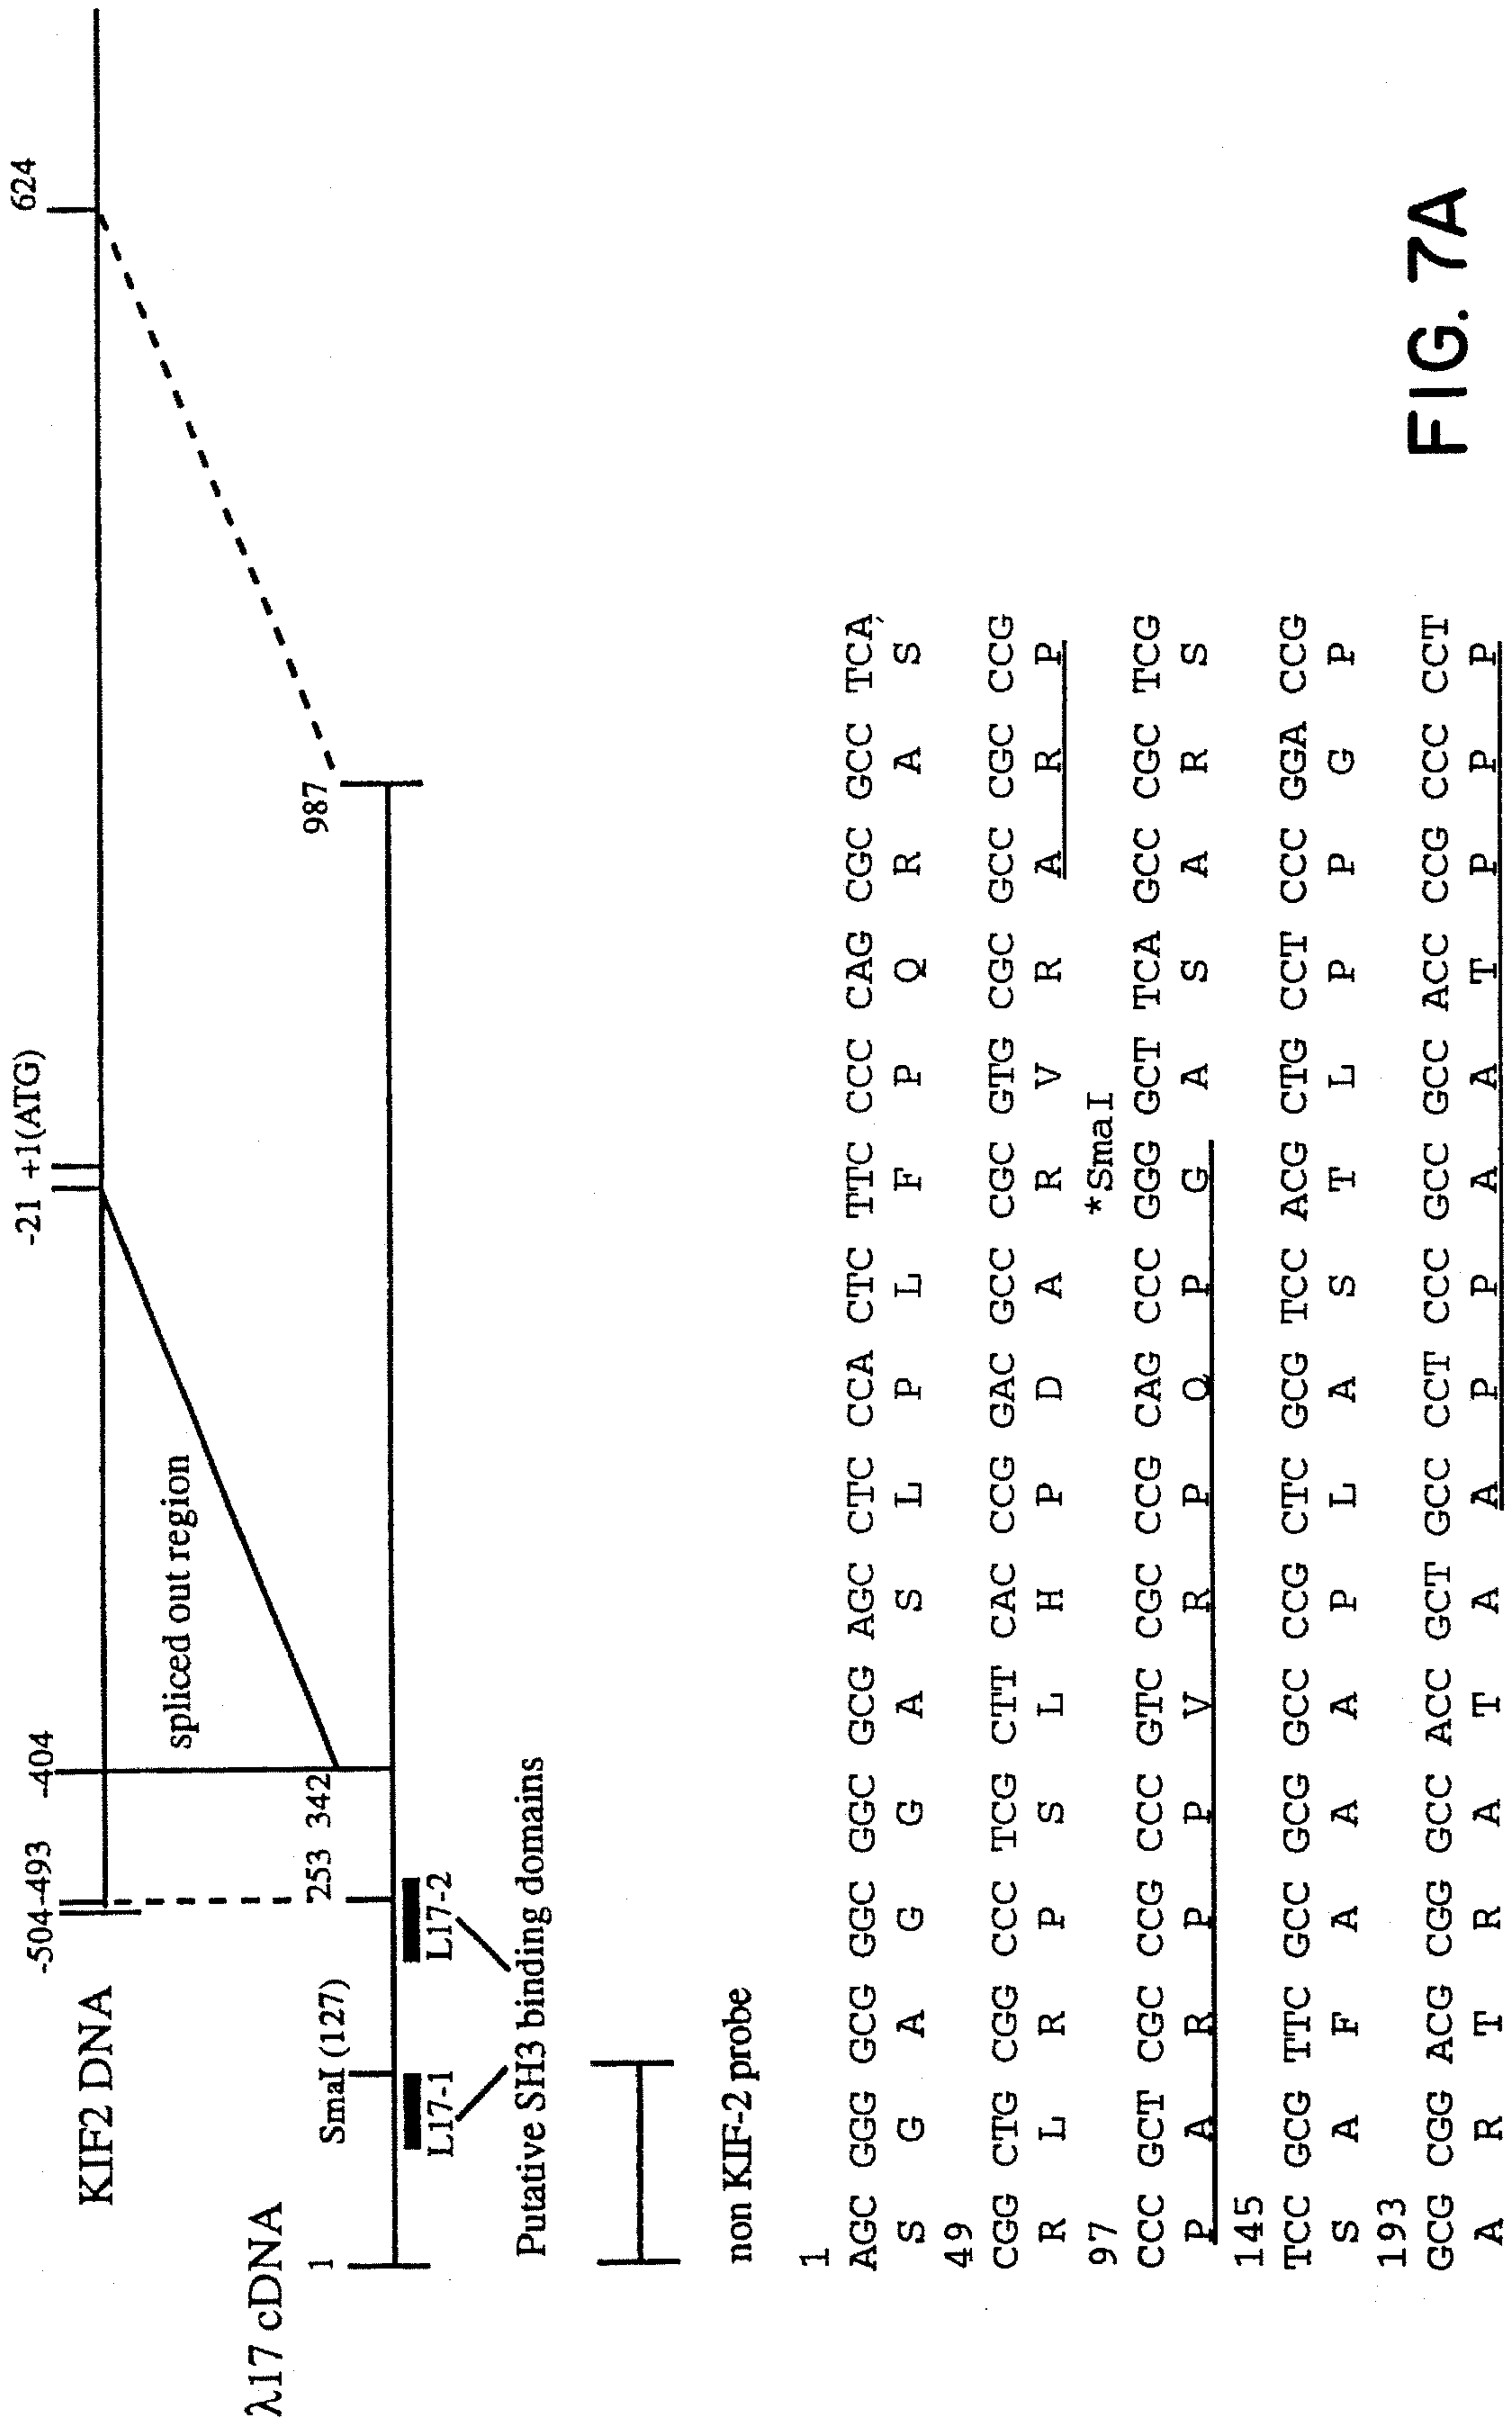 -504 -493 -404 -21 +1(ATG) 624
KIF2 DNA
spliced out region
λ17 cDNA
1 SmaI (127) 253 342 987
L17-1 L17-2
Putative SH3 binding domains
non KIF-2 probe
1
AGC GGG GCG GGC GGC GCG AGC CTC CCA CTC TTC CCC CAG CGC GCC TCA
S G A G G A S L P L F P Q R A S
49
CGG CTG CGG CCC TCG CTT CAC CCG GAC GCC CGC GTG CGC GCC CGC CCG
R L R P S L H P D A R V R A R P
97 *SmaI
CCC GCT CGC CCG CCC GTC CGC CCG CAG CCC GGG GCT TCA GCC CGC TCG
P A R P P V R P Q P G A S A R S
145
TCC GCG TTC GCC GCG GCC CCG CTC GCG TCC ACG CTG CCT CCC GGA CCG
S A F A A A P L A S T L P P G P
193
GCG CGG ACG CGG GCC ACC GCT GCC CCT CCC GCC GCC ACC CCG CCC CCT
A R T R A T A A P P A A T P P P
FIG. 7A